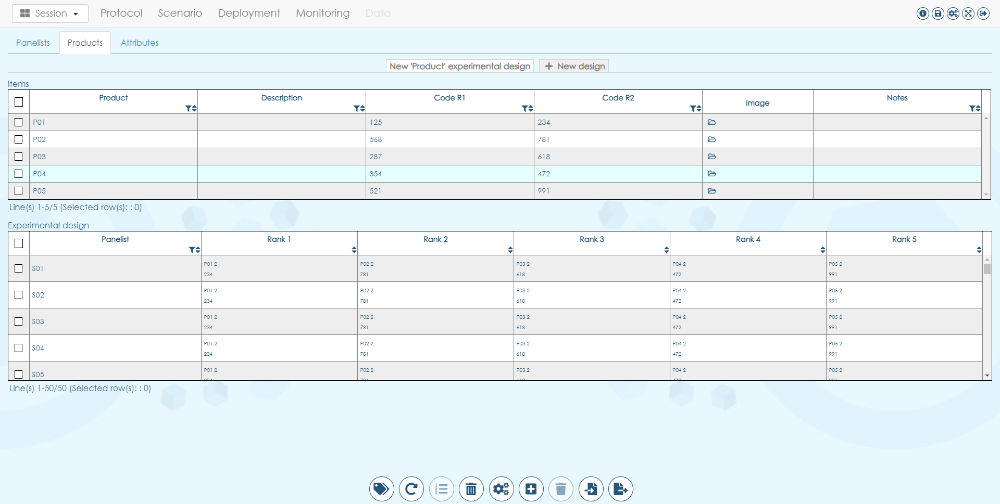 Session Protocol Scenario Deployment Monitoring Data
Panelists Products Attributes
New 'Product' experimental design + New design
Items
Product Description Code R1 Code R2 Image Notes
P01 125 234
P02 568 781
P03 287 618
P04 354 472
P05 521 991
Line(s) 1-5/5 (Selected row(s): : 0)
Experimental design
Panelist Rank 1 Rank 2 Rank 3 Rank 4 Rank 5
S01 P01 2 P02 2 P03 2 P04 2 P05 2
234 781 618 472 991
S02 P01 2 P02 2 P03 2 P04 2 P05 2
234 781 618 472 991
S03 P01 2 P02 2 P03 2 P04 2 P05 2
234 781 618 472 991
S04 P01 2 P02 2 P03 2 P04 2 P05 2
234 781 618 472 991
S05 P01 2 P02 2 P03 2 P04 2 P05 2
Line(s) 1-50/50 (Selected row(s): : 0)